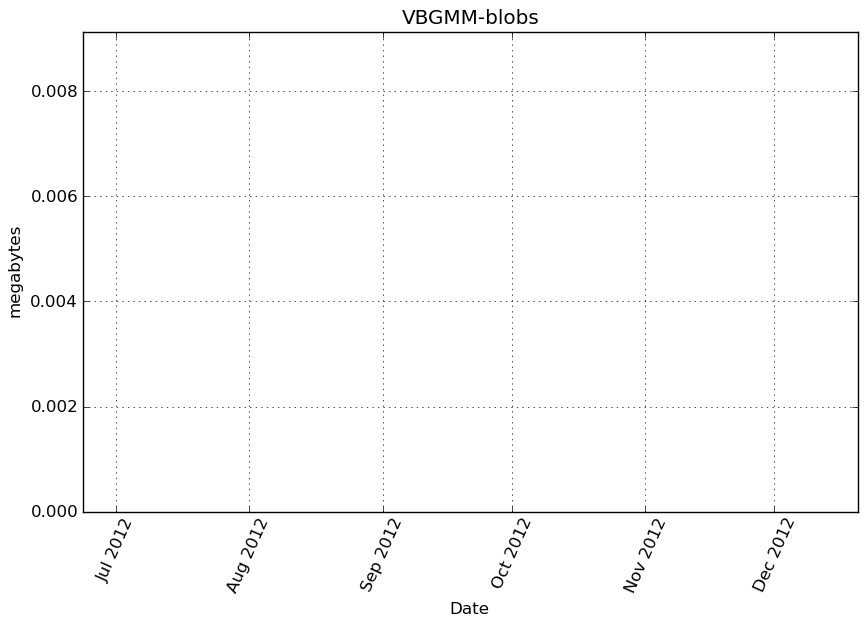 VBGMM-blobs
0.008
0.006
0.004
0.002
0.000
megabytes
Jul 2012
Aug 2012
Sep 2012
Oct 2012
Nov 2012
Dec 2012
Date